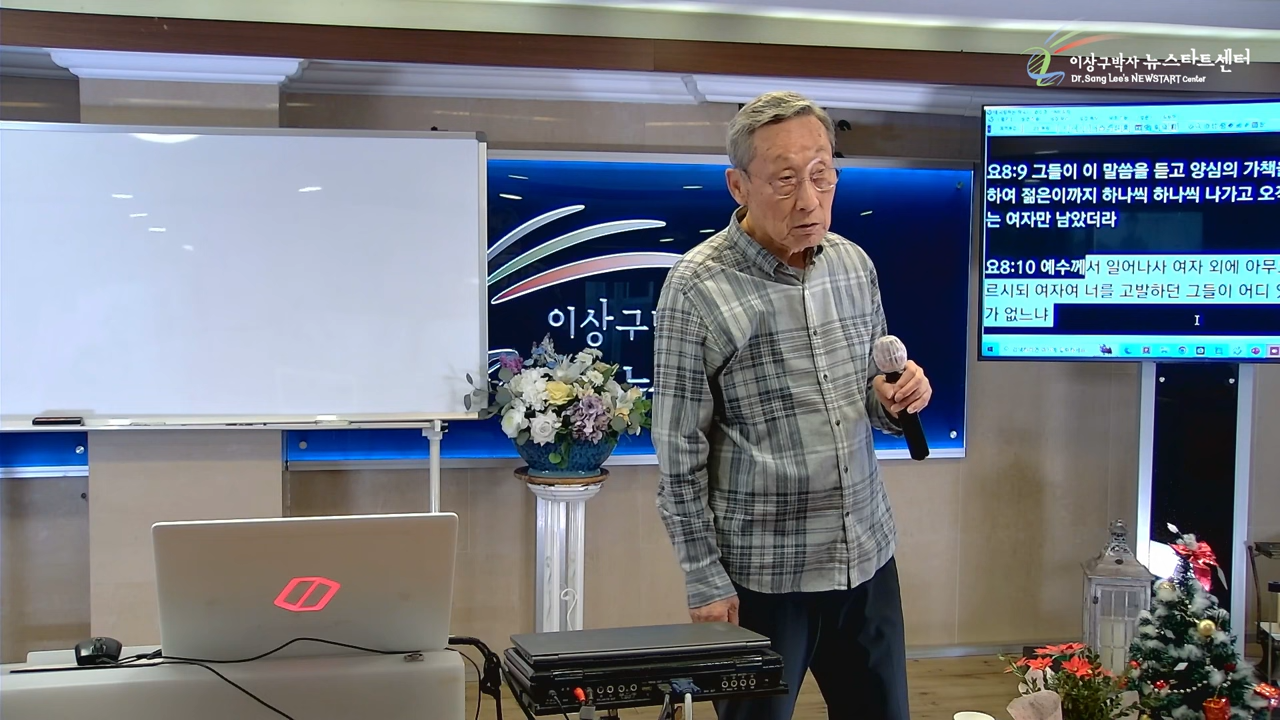 이상구박사 뉴스타트센터
Dr. Sang Lee's NEWSTART Center
요8:9 그들이 이 말씀을 듣고 양심의 가책을
하여 젊은이까지 하나씩 하나씩 나가고 오직
는 여자만 남았더라
요8:10 예수께서 일어나사 여자 외에 아무
르시되 여자여 너를 고발하던 그들이 어디
가 없느냐
이상구